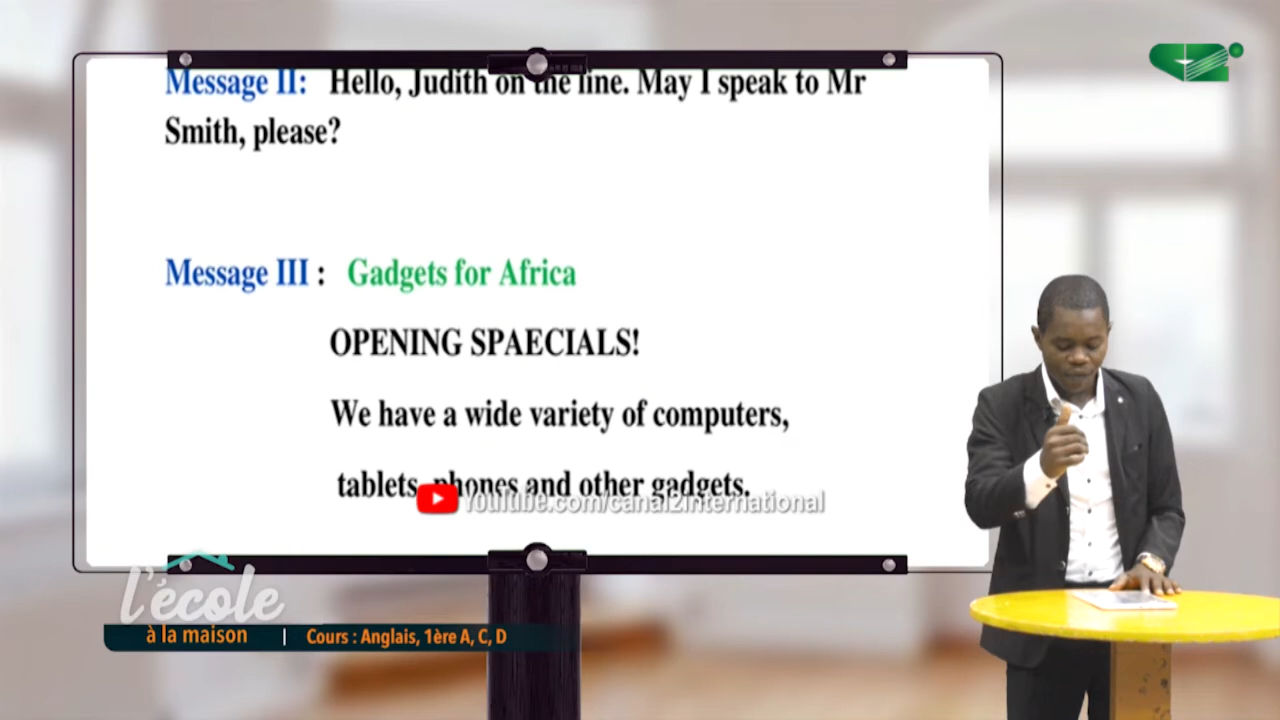 Message II: Hello, Judith on the line. May I speak to Mr
Smith, please?
Message III : Gadgets for Africa
OPENING SPAECIALS!
We have a wide variety of computers,
tablets, phones and other gadgets.
YouTube.com/canal2international
l'école
à la maison | Cours : Anglais, 1ère A, C, D